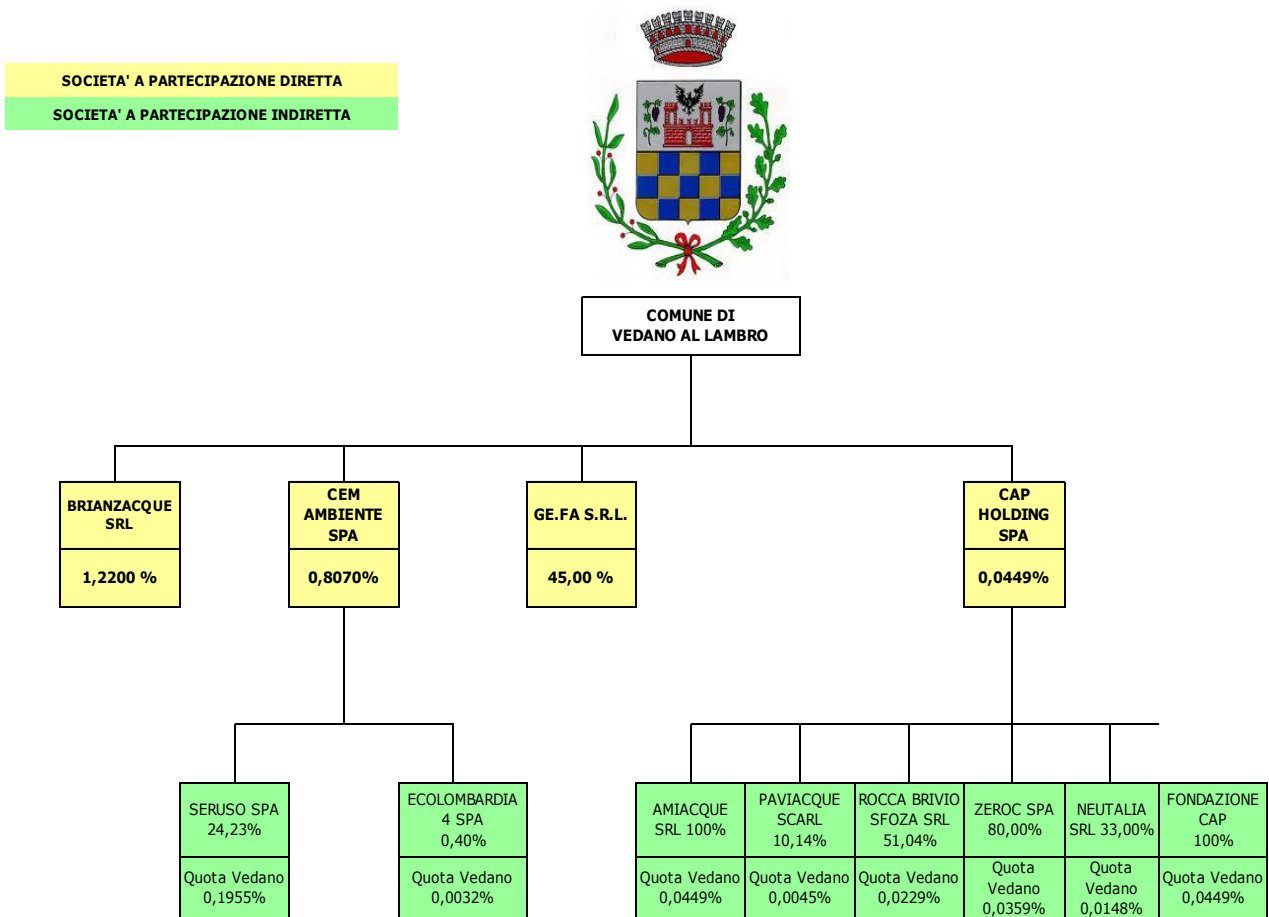 SOCIETA' A PARTECIPAZIONE DIRETTA
SOCIETA' A PARTECIPAZIONE INDIRETTA
COMUNE DI
VEDANO AL LAMBRO
BRIANZACQUE
SRL
1,2200 %
CEM
AMBIENTE
SPA
0,8070%
GE.FA S.R.L.
45,00 %
CAP
HOLDING
SPA
0,0449%
SERUSO SPA
24,23%
Quota Vedano
0,1955%
ECOLOMBARDIA
4 SPA
0,40%
Quota Vedano
0,0032%
AMIACQUE
SRL 100%
Quota Vedano
0,0449%
PAVIACQUE
SCARL
10,14%
Quota Vedano
0,0045%
ROCCA BRIVIO
SFOZA SRL
51,04%
Quota Vedano
0,0229%
ZEROC SPA
80,00%
Quota
Vedano
0,0359%
NEUTALIA
SRL 33,00%
Quota
Vedano
0,0148%
FONDAZIONE
CAP
100%
Quota Vedano
0,0449%